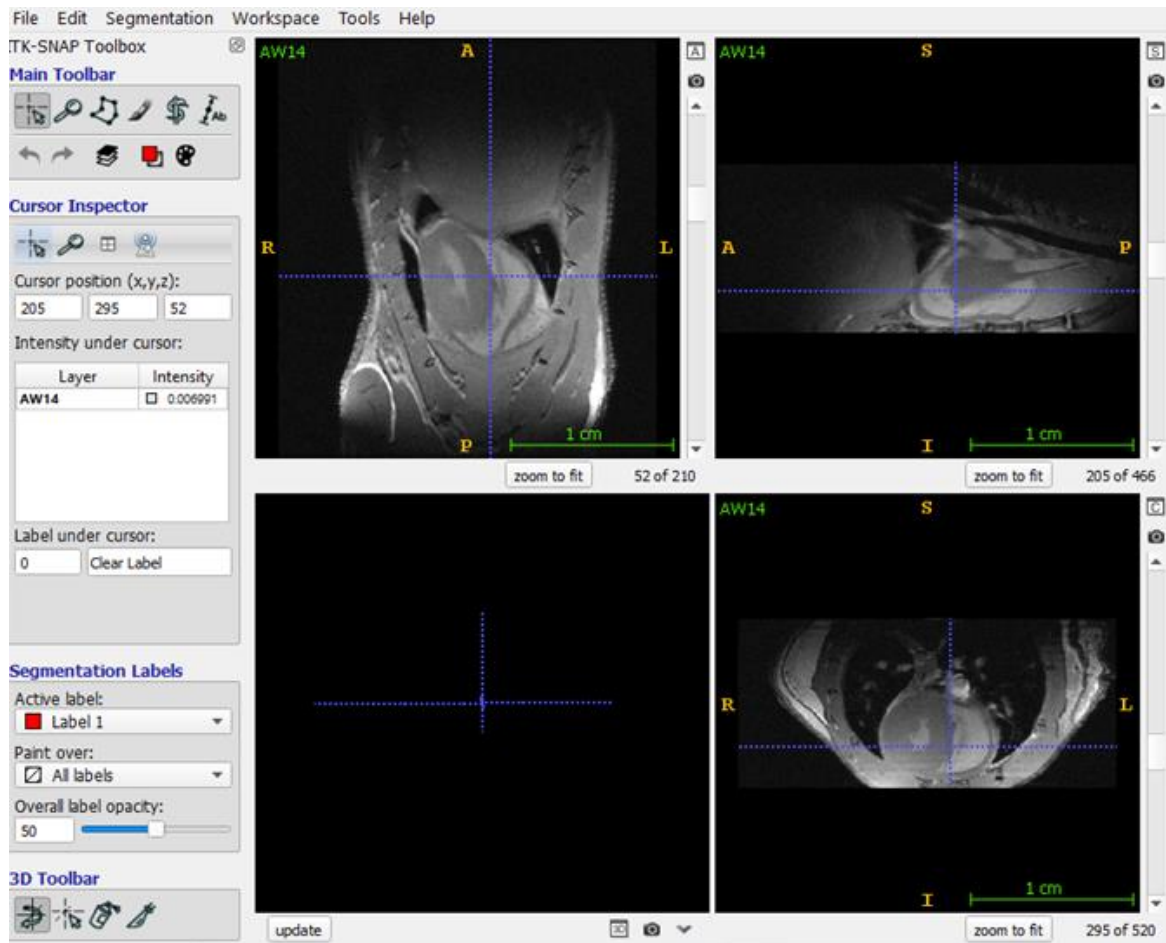 File Edit Segmentation Workspace Tools Help
TK-SNAP Toolbox
Main Toolbar
Ab
Cursor Inspector
Cursor position (x,y,z):
205 295 52
Intensity under cursor:
Layer Intensity
AW14 0.006991
Label under cursor:
0 Clear Label
Segmentation Labels
Active label:
Label 1
Paint over:
All labels
Overall label opacity:
50
3D Toolbar
AW14 A
R L
P 1 cm
A
zoom to fit 52 of 210
AW14 S
A P
I 1 cm
S
zoom to fit 205 of 466
update 3D
AW14 S
R L
I 1 cm
C
zoom to fit 295 of 520